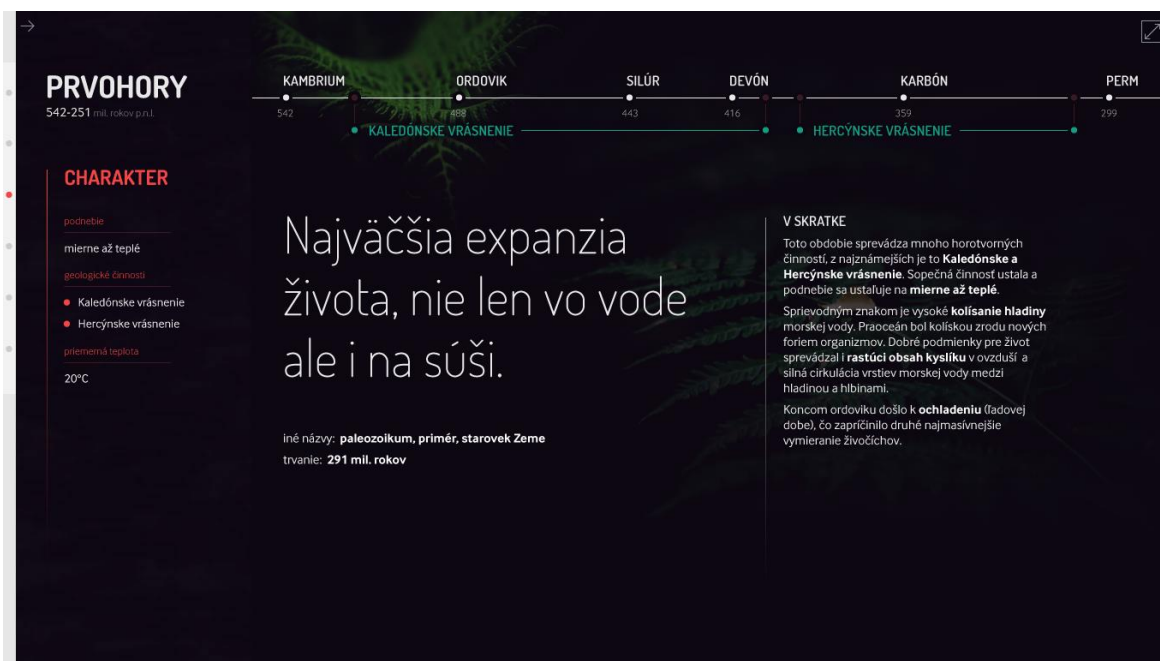 PRVOHORY
542-251 mil. rokov p.n.l.
KAMBRIUM
ORDOVIK
SILÚR
DEVÓN
KARBÓN
PERM
542
488
443
416
359
299
KALEDÓNSKE VRÁSNENIE
HERCÝNSKE VRÁSNENIE
CHARAKTER
podnebie
mierne až teplé
geologické činnosti
Kaledónske vrásnenie
Hercýnske vrásnenie
priemerná teplota
20°C
Najväčšia expanzia
života, nie len vo vode
ale i na súši.
iné názvy: paleozoikum, primér, starovek Zeme
trvanie: 291 mil. rokov
V SKRATKE
Toto obdobie sprevádza mnoho horotvorných
činností, z najznámejších je to Kaledónske a
Hercýnske vrásnenie. Sopečná činnosť ustala a
podnebie sa ustaľuje na mierne až teplé.
Sprievodným znakom je vysoké kolísanie hladiny
morskej vody. Praoceán bol kolískou zrodu nových
foriem organizmov. Dobré podmienky pre život
sprevádzal i rastúci obsah kyslíku v ovzduší a
silná cirkulácia vrstiev morskej vody medzi
hladinou a hlbinami.
Koncom ordoviku došlo k ochladeniu (ľadovej
dobe), čo zapríčinilo druhé najmasívnejšie
vymieranie živočíchov.